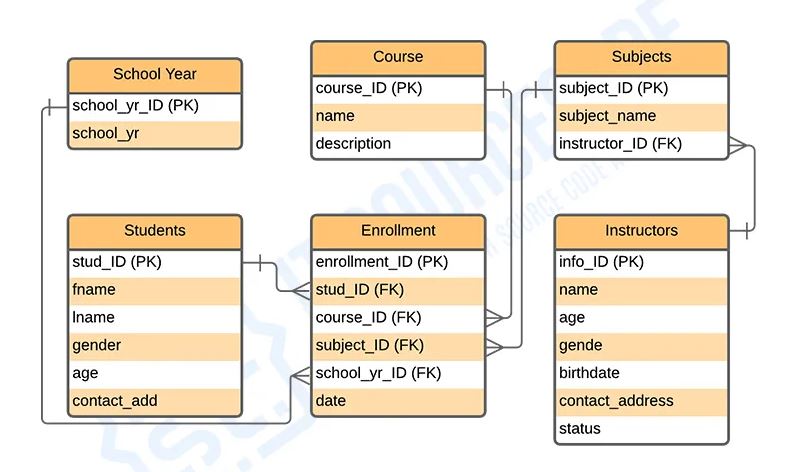 School Year
school_yr_ID (PK)
school_yr
Course
course_ID (PK)
name
description
Subjects
subject_ID (PK)
subject_name
instructor_ID (FK)
Students
stud_ID (PK)
fname
lname
gender
age
contact_add
Enrollment
enrollment_ID (PK)
stud_ID (FK)
course_ID (FK)
subject_ID (FK)
school_yr_ID (FK)
date
Instructors
info_ID (PK)
name
age
gende
birthdate
contact_address
status